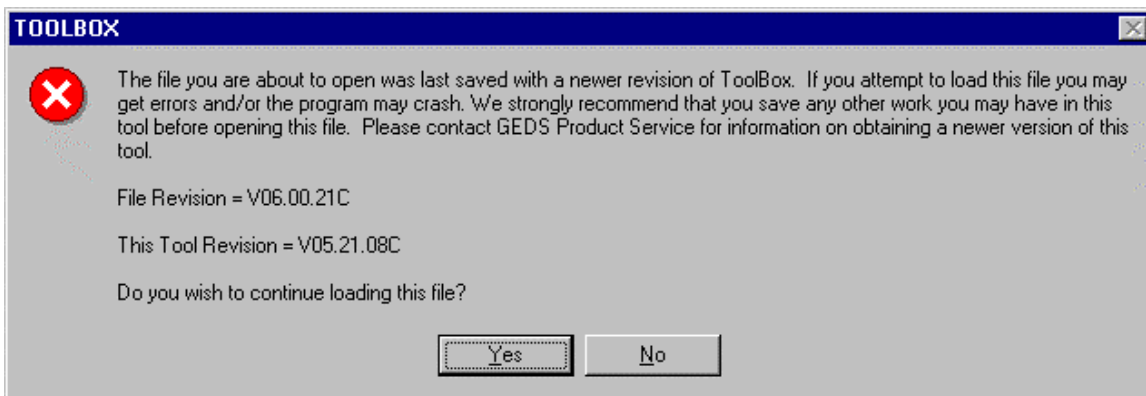 TOOLBOX
The file you are about to open was last saved with a newer revision of ToolBox.  If you attempt to load this file you may
get errors and/or the program may crash. We strongly recommend that you save any other work you may have in this
tool before opening this file.  Please contact GEDS Product Service for information on obtaining a newer version of this
tool.
File Revision = V06.00.21C
This Tool Revision = V05.21.08C
Do you wish to continue loading this file?
Yes No